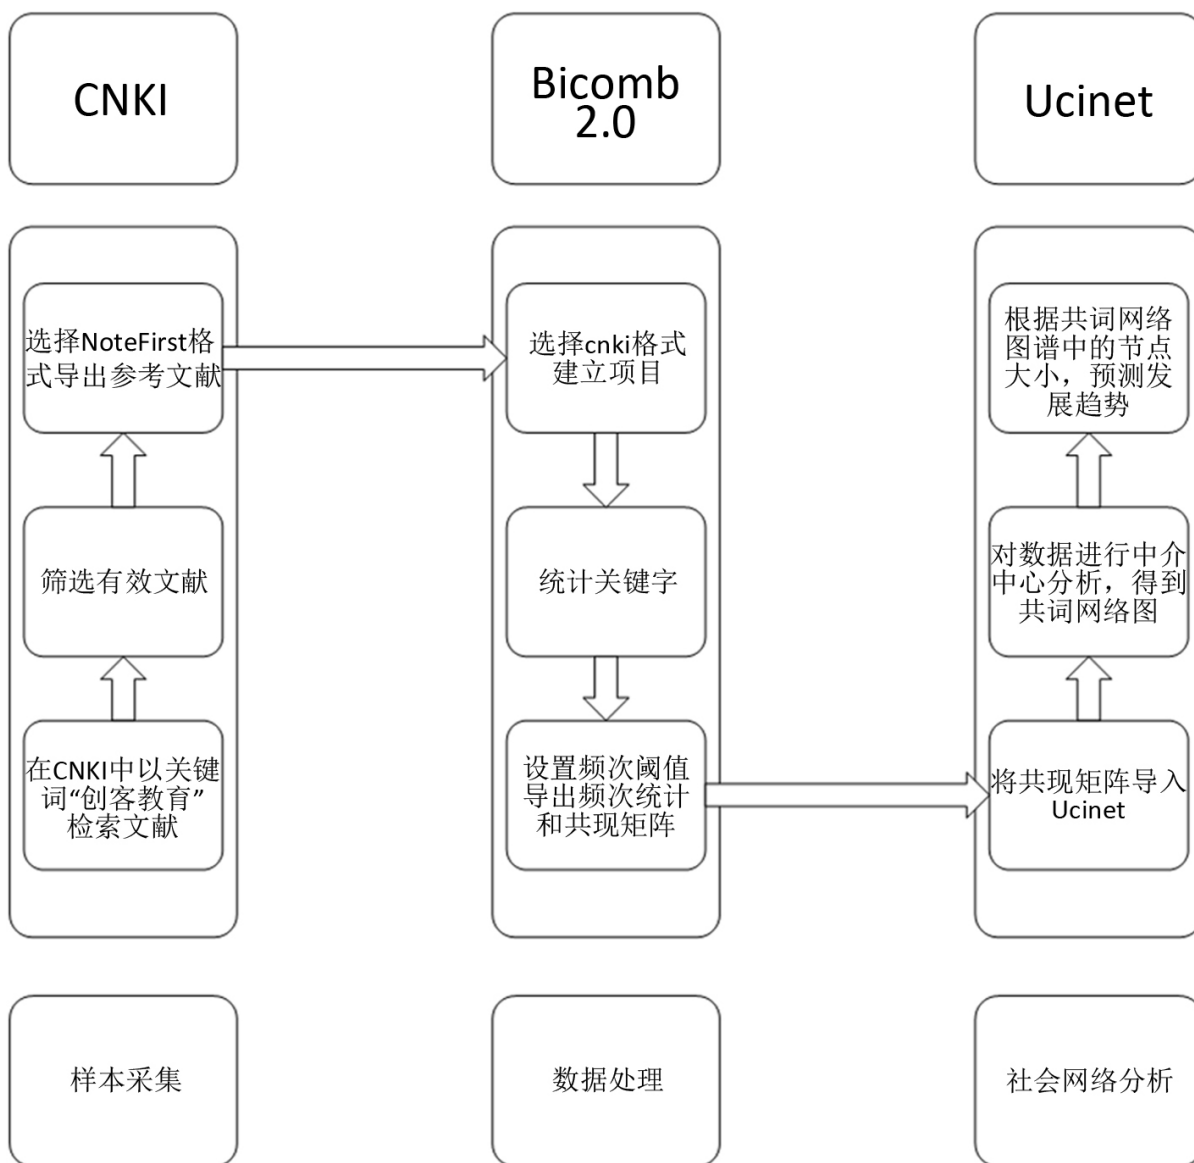 CNKI
Bicomb
2.0
Ucinet
选择NoteFirst格
式导出参考文献
选择cnki格式
建立项目
根据共词网络
图谱中的节点
大小，预测发
展趋势
筛选有效文献
统计关键字
对数据进行中介
中心分析，得到
共词网络图
在CNKI中以关键
词“创客教育”
检索文献
设置频次阈值
导出频次统计
和共现矩阵
将共现矩阵导入
Ucinet
样本采集
数据处理
社会网络分析